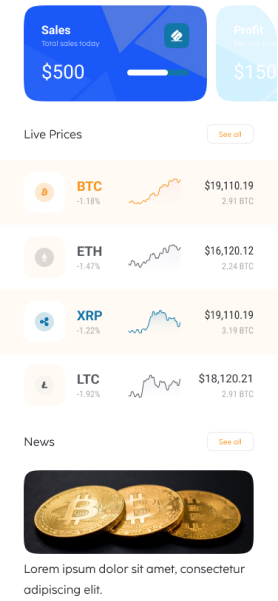 Sales
Total sales today
$500
Profit
$150
Live Prices
See all
BTC
-1.18%
$19,110.19
2.91 BTC
ETH
-1.47%
$16,120.12
2.24 BTC
XRP
-1.22%
$19,110.19
3.19 BTC
LTC
-1.92%
$18,120.21
2.91 BTC
News
See all
Lorem ipsum dolor sit amet, consectetur
adipiscing elit.